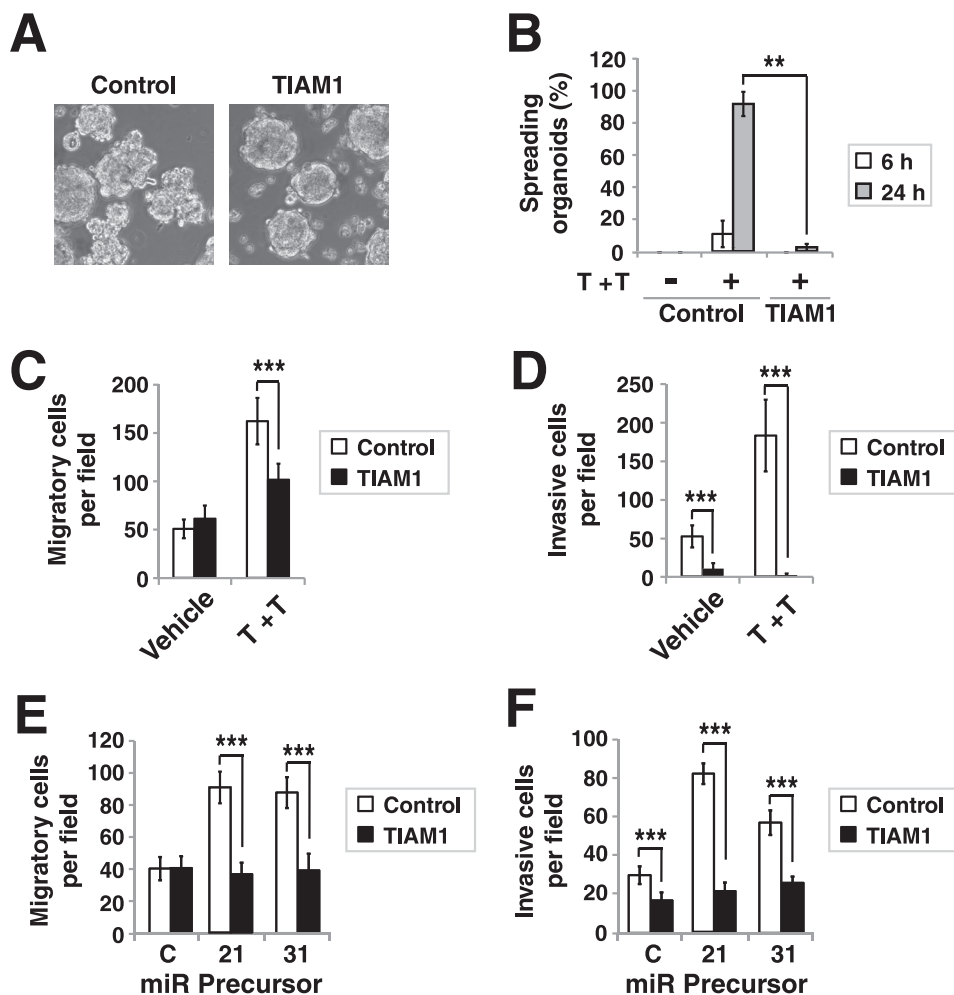 A
Control
TIAM1
B
Spreading
organoids (%)
120
100
80
60
40
20
0
**
6 h
24 h
T +T
-
+
+
Control
TIAM1
C
Migratory cells
per field
200
150
100
50
0
***
Control
TIAM1
Vehicle
T +T
D
Invasive cells
per field
250
200
150
100
50
0
***
***
Control
TIAM1
Vehicle
T +T
E
Migratory cells
per field
120
100
80
60
40
20
0
***
***
Control
TIAM1
C
21
31
miR Precursor
F
Invasive cells
per field
100
80
60
40
20
0
***
***
***
Control
TIAM1
C
21
31
miR Precursor